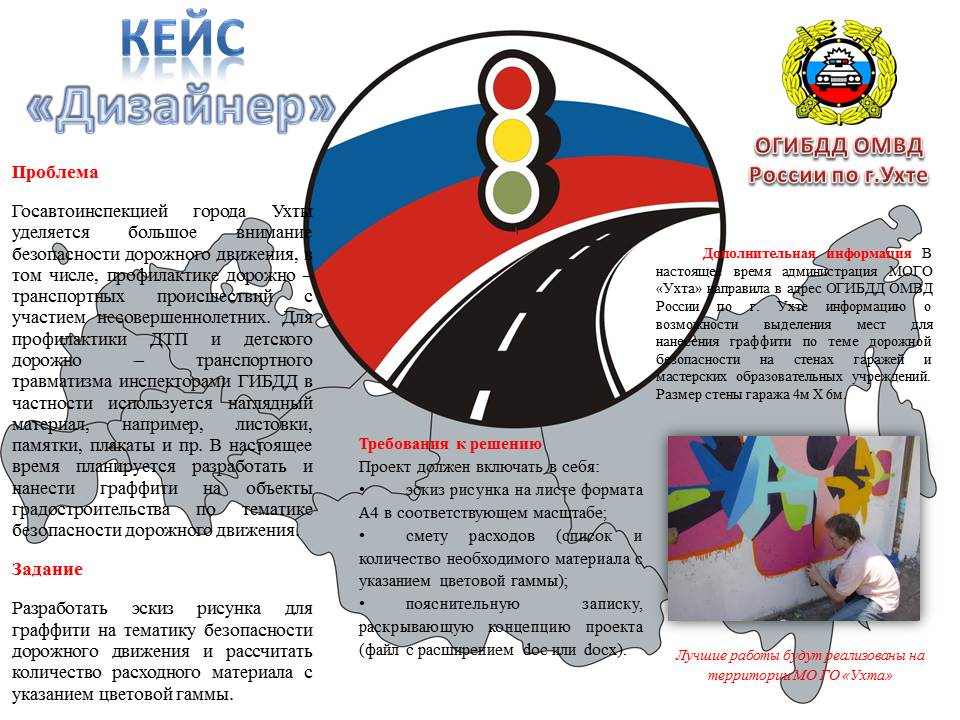 КЕЙС
«Дизайнер»
Проблема
Госавтоинспекцией города Ухты
уделяется большое внимание
безопасности дорожного движения, в
том числе, профилактике дорожно –
транспортных происшествий с
участием несовершеннолетних. Для
профилактики ДТП и детского
дорожно – транспортного
травматизма инспекторами ГИБДД в
частности используется наглядный
материал, например, листовки,
памятки, плакаты и пр. В настоящее
время планируется разработать и
нанести граффити на объекты
градостроительства по тематике
безопасности дорожного движения.
Задание
Разработать эскиз рисунка для
граффити на тематику безопасности
дорожного движения и рассчитать
количество расходного материала с
указанием цветовой гаммы.
Требования к решению
Проект должен включать в себя:
• эскиз рисунка на листе формата
А4 в соответствующем масштабе;
• смету расходов (список и
количество необходимого материала с
указанием цветовой гаммы);
• пояснительную записку,
раскрывающую концепцию проекта
(файл с расширением doc или docx).
ОГИБДД ОМВД
России по г.Ухте
Дополнительная информация В
настоящее время администрация МОГО
«Ухта» направила в адрес ОГИБДД ОМВД
России по г. Ухте информацию о
возможности выделения мест для
нанесения граффити по теме дорожной
безопасности на стенах гаражей и
мастерских образовательных учреждений.
Размер стены гаража 4м Х 6м.
Лучшие работы будут реализованы на
территории МО ГО «Ухта»